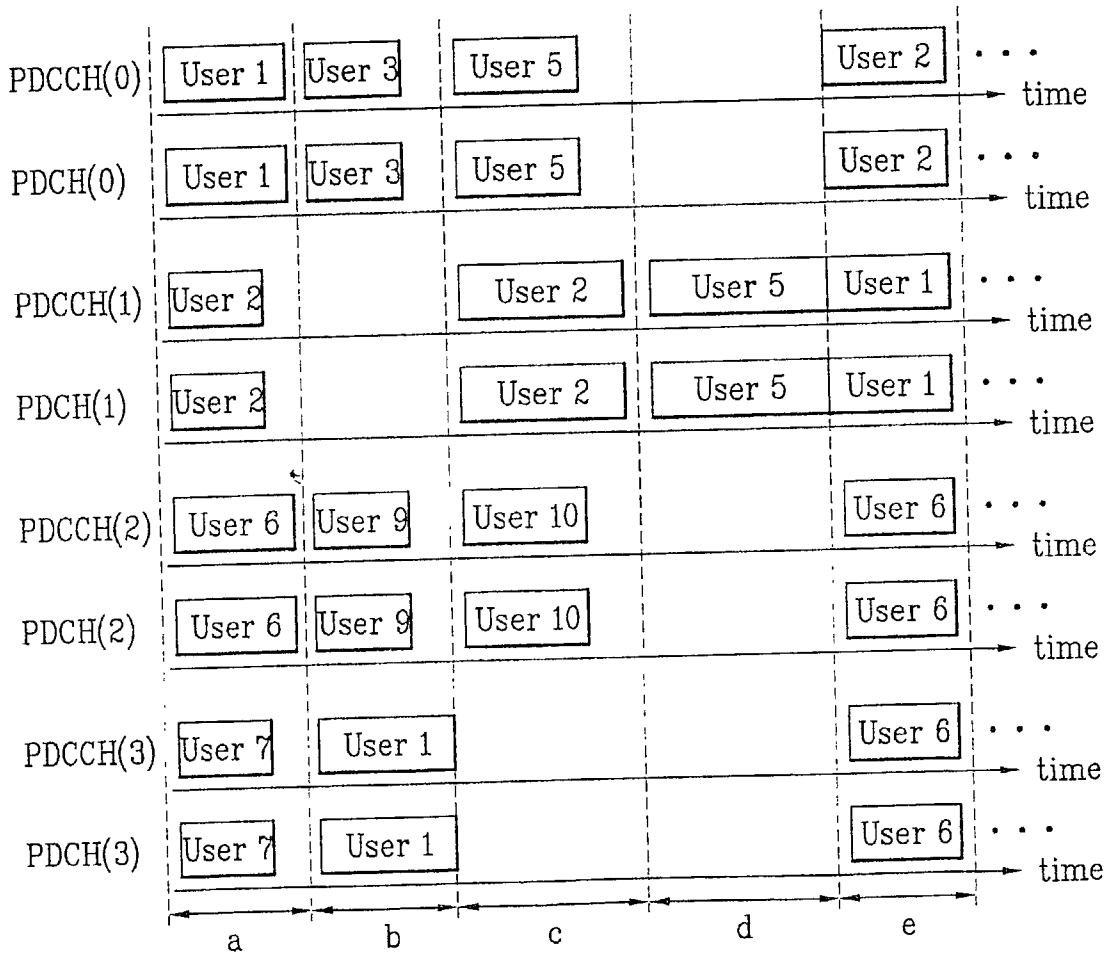 PDCCH(0) User 1 User 3 User 5 User 2 • • •
time
PDCH(0) User 1 User 3 User 5 User 2 • • •
time
PDCCH(1) User 2 User 2 User 5 User 1 • • •
time
PDCH(1) User 2 User 2 User 5 User 1 • • •
time
PDCCH(2) User 6 User 9 User 10 User 6 • • •
time
PDCH(2) User 6 User 9 User 10 User 6 • • •
time
PDCCH(3) User 7 User 1 User 6 • • •
time
PDCH(3) User 7 User 1 User 6 • • •
time
a b c d e